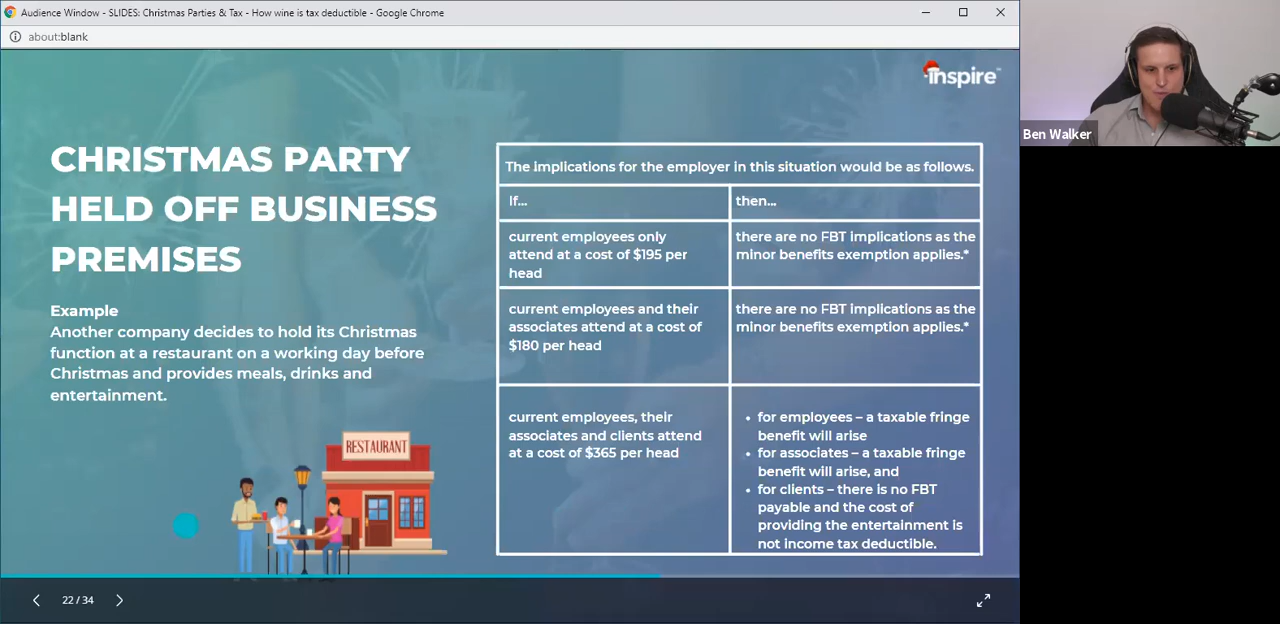 Audience Window - SLIDES: Christmas Parties & Tax - How wine is tax deductible - Google Chrome
about:blank
inspire™
Ben Walker
CHRISTMAS PARTY
HELD OFF BUSINESS
PREMISES
Example
Another company decides to hold its Christmas
function at a restaurant on a working day before
Christmas and provides meals, drinks and
entertainment.
RESTAURANT
The implications for the employer in this situation would be as follows.
If...
then...
current employees only
attend at a cost of $195 per
head
there are no FBT implications as the
minor benefits exemption applies.*
current employees and their
associates attend at a cost of
$180 per head
there are no FBT implications as the
minor benefits exemption applies.*
current employees, their
associates and clients attend
at a cost of $365 per head
• for employees – a taxable fringe
benefit will arise
• for associates – a taxable fringe
benefit will arise, and
• for clients – there is no FBT
payable and the cost of
providing the entertainment is
not income tax deductible.
22 / 34